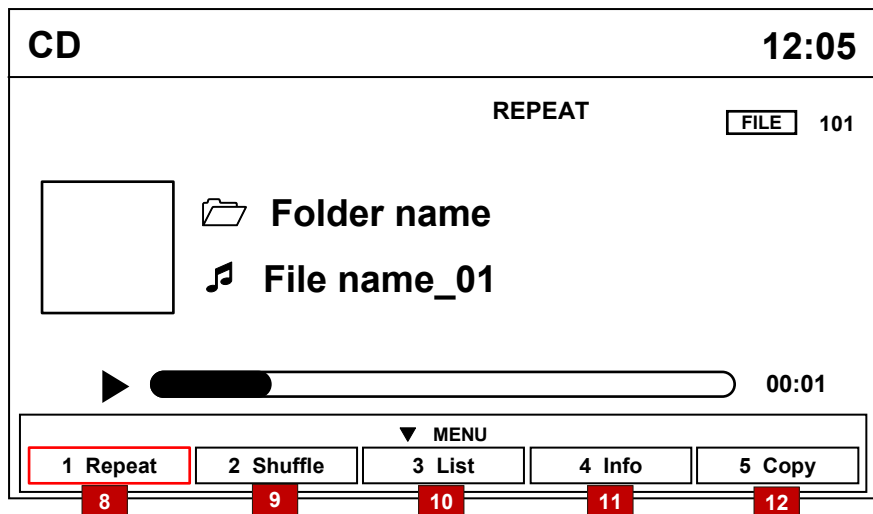 CD 12:05
REPEAT
FILE 101
Folder name
File name_01
00:01
MENU
1 Repeat 2 Shuffle 3 List 4 Info 5 Copy
8 9 10 11 12